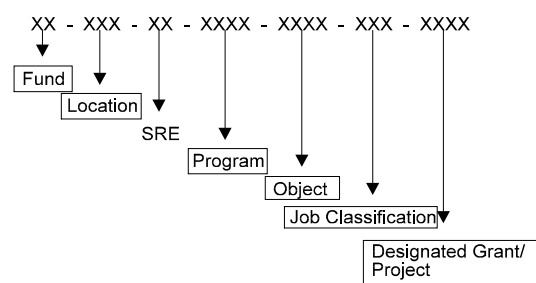 XX - XXX - XX - XXXX - XXXX - XXX - XXXX
Fund
Location
SRE
Program
Object
Job Classification
Designated Grant/
Project